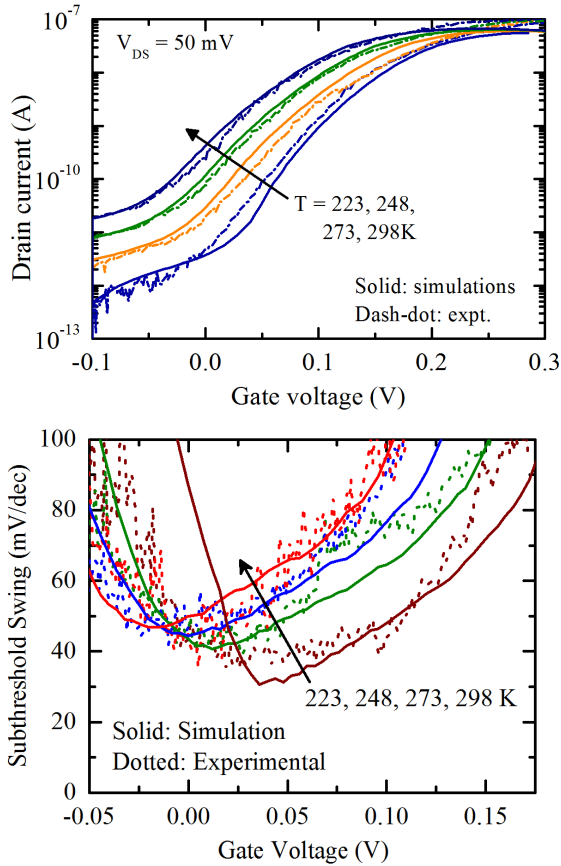 10⁻⁷
V_DS = 50 mV
Drain current (A)
10⁻¹⁰
T = 223, 248,
273, 298K
Solid: simulations
Dash-dot: expt.
10⁻¹³
-0.1 0.0 0.1 0.2 0.3
Gate voltage (V)
100
80
60
40
20
0
Subthreshold Swing (mV/dec)
223, 248, 273, 298 K
Solid: Simulation
Dotted: Experimental
-0.05 0.00 0.05 0.10 0.15
Gate Voltage (V)